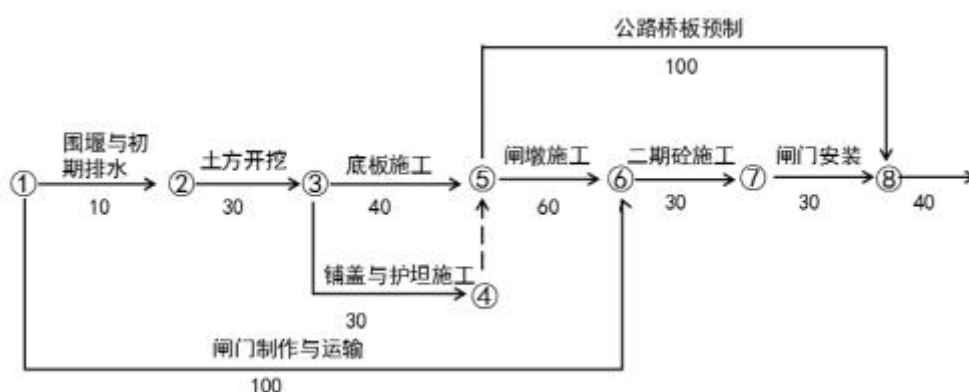 公路桥板预制
100
围堰与初
期排水
土方开挖
底板施工
闸墩施工
二期砼施工
闸门安装
① ② ③ ⑤ ⑥ ⑦ ⑧
10 30 40 60 30 30 40
铺盖与护坦施工
④
30
闸门制作与运输
100